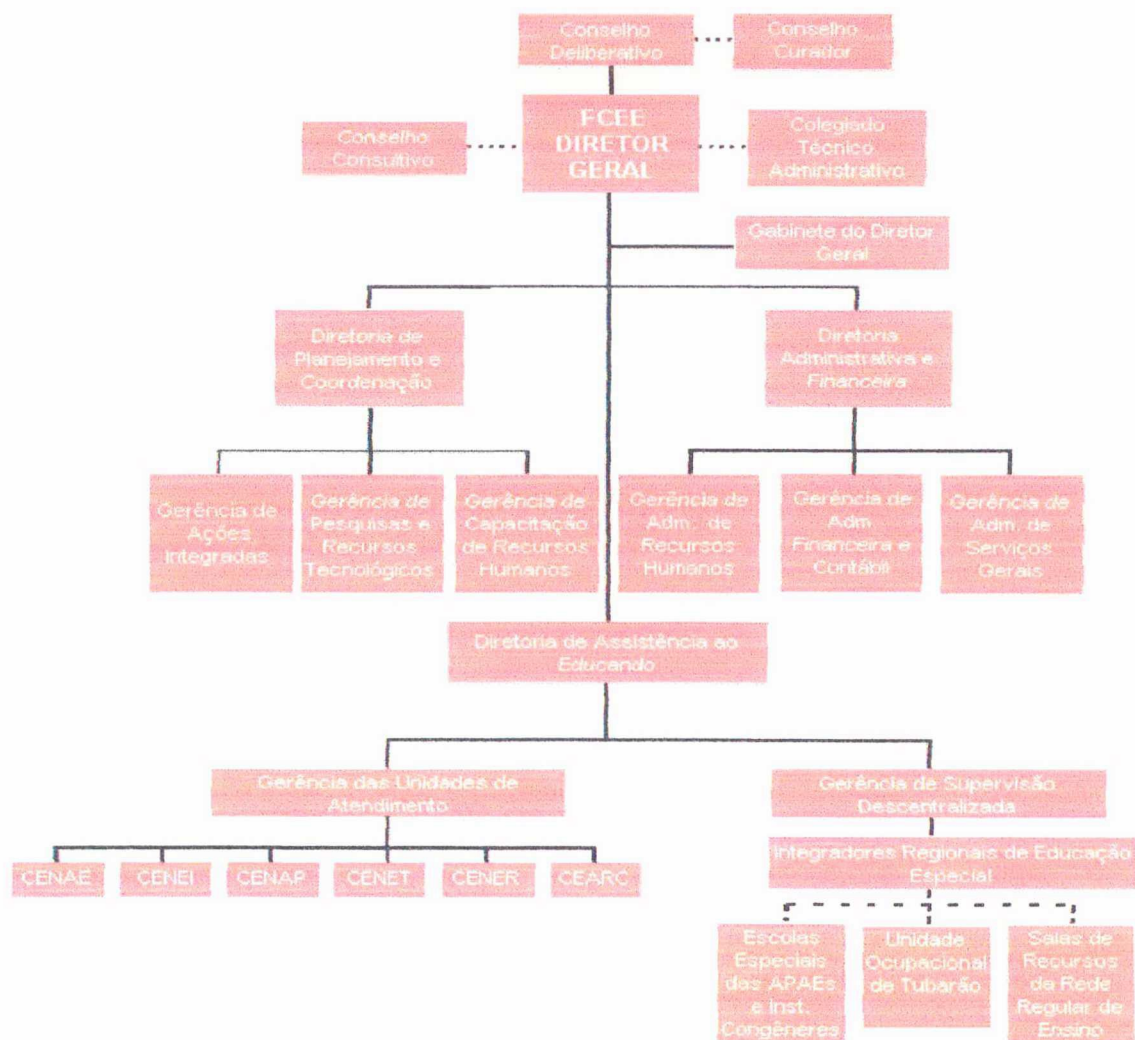 Conselho
Deliberativo
Conselho
Curador
Conselho
Consultivo
FCEE
DIRETOR
GERAL
Colegiado
Técnico
Administrativo
Gabinete do Diretor
Geral
Diretoria de
Planejamento e
Coordenação
Diretoria
Administrativa e
Financeira
Gerência de
Ações
Integradas
Gerência de
Pesquisas e
Recursos
Tecnológicos
Gerência de
Capacitação
de Recursos
Humanos
Gerência de
Adm. de
Recursos
Humanos
Gerência de
Adm.
Financeira e
Contábil
Gerência de
Adm. de
Serviços
Gerais
Diretoria de Assistência ao
Educando
Gerência das Unidades de
Atendimento
Gerência de Supervisão
Descentralizada
CENAE
CENEI
CENAP
CENET
CENER
CEARC
Integradores Regionais de Educação
Especial
Escolas
Especiais
das APAEs
e Inst.
Congêneres
Unidade
Ocupacional
de Tubarão
Salas de
Recursos
da Rede
Regular de
Ensino